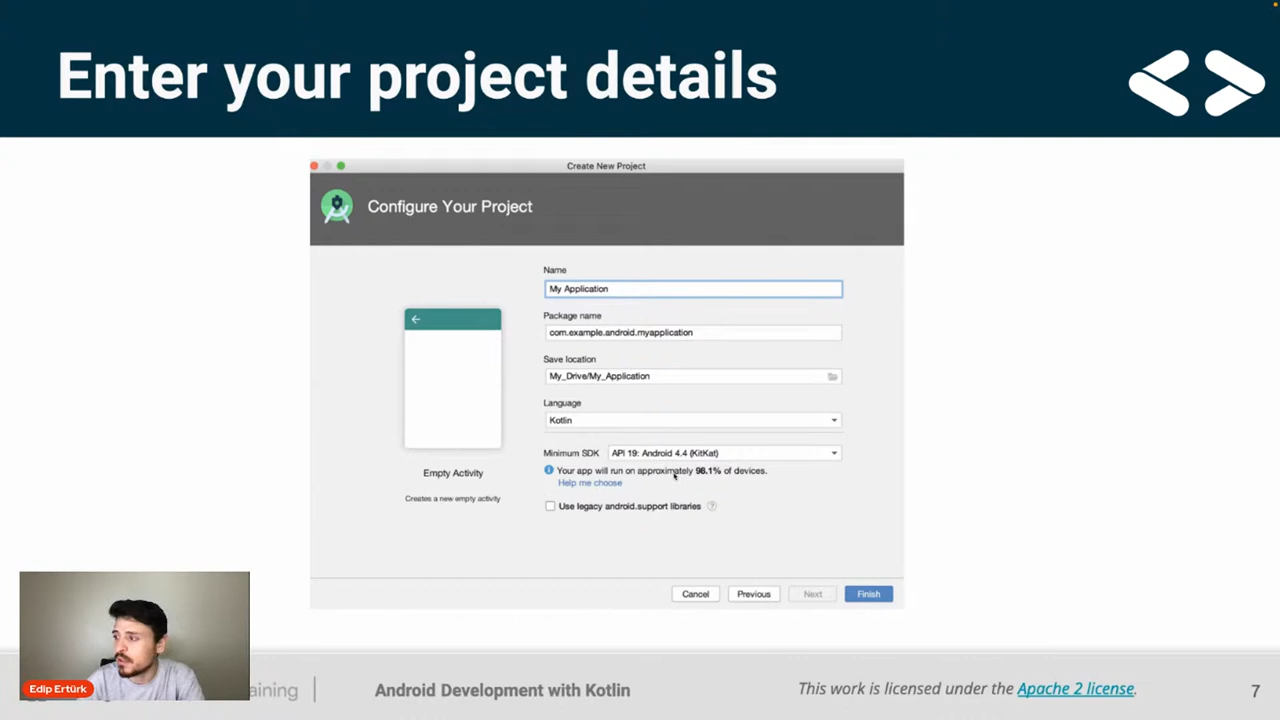 Enter your project details
Create New Project
Configure Your Project
Name
My Application
Package name
com.example.android.myapplication
Save location
My_Drive/My_Application
Language
Kotlin
Minimum SDK API 19: Android 4.4 (KitKat)
Your app will run on approximately 98.1% of devices.
Help me choose
Use legacy android.support libraries ?
Empty Activity
Creates a new empty activity
Cancel Previous Next Finish
Edip Ertürk
aining
Android Development with Kotlin
This work is licensed under the Apache 2 license.
7